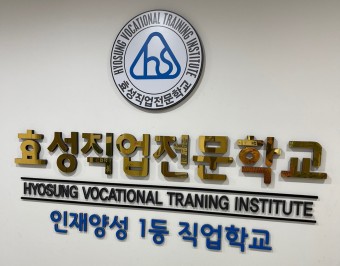 HYOSUNG VOCATIONAL TRAINING INSTITUTE
hs
효성직업전문학교
효성직업전문학교
HYOSUNG VOCATIONAL TRANING INSTITUTE
인재양성 1등 직업학교